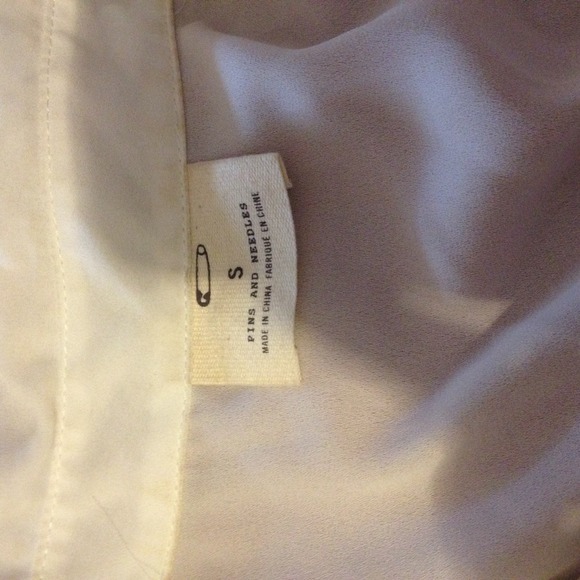 S
PINS AND NEEDLES
MADE IN CHINA FABRIQUÉ EN CHINE